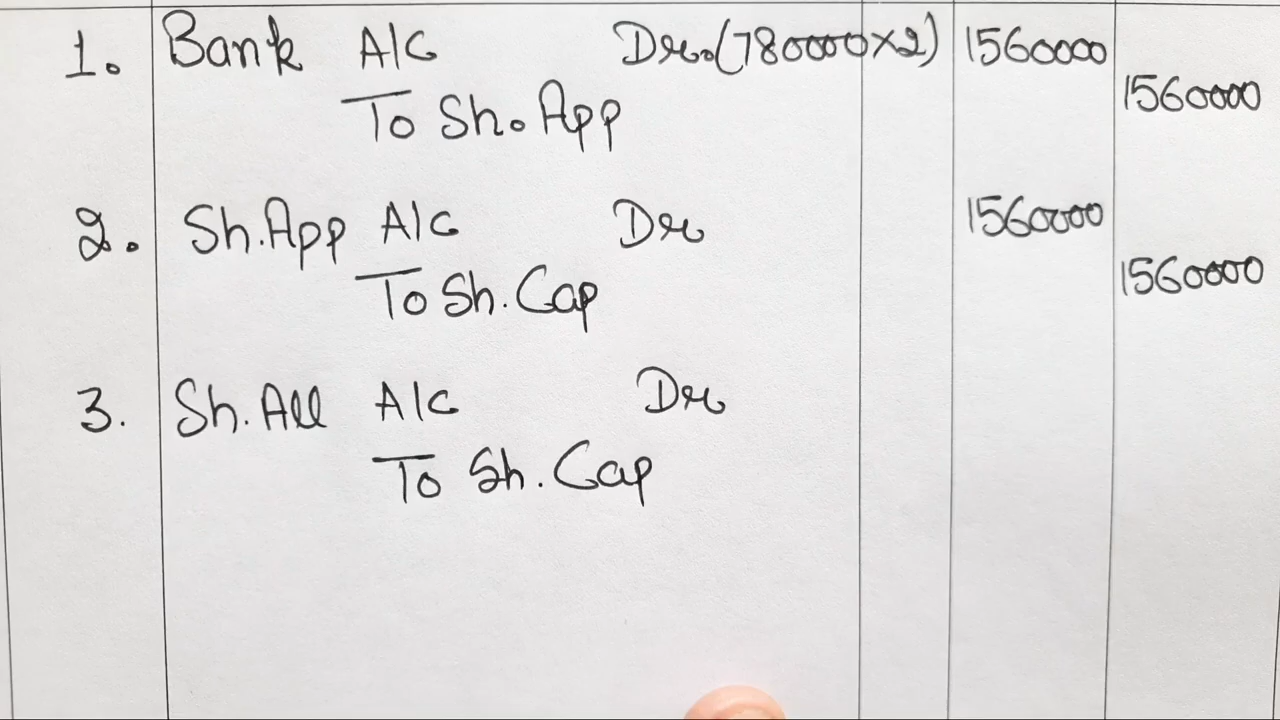 1. Bank A/C Dr.(780000×2) 1560000
To Sh. App 1560000
2. Sh.App A/C Dr 1560000
To Sh.Cap 1560000
3. Sh.All A/C Dr
To Sh.Cap